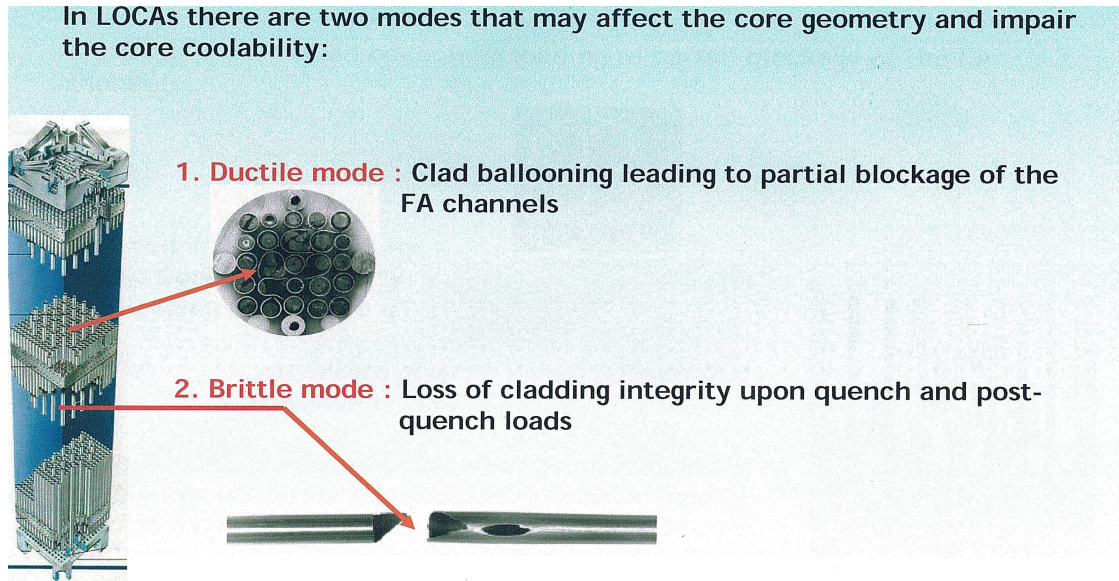 In LOCAs there are two modes that may affect the core geometry and impair
the core coolability:
1. Ductile mode : Clad ballooning leading to partial blockage of the
FA channels
2. Brittle mode : Loss of cladding integrity upon quench and post-
quench loads